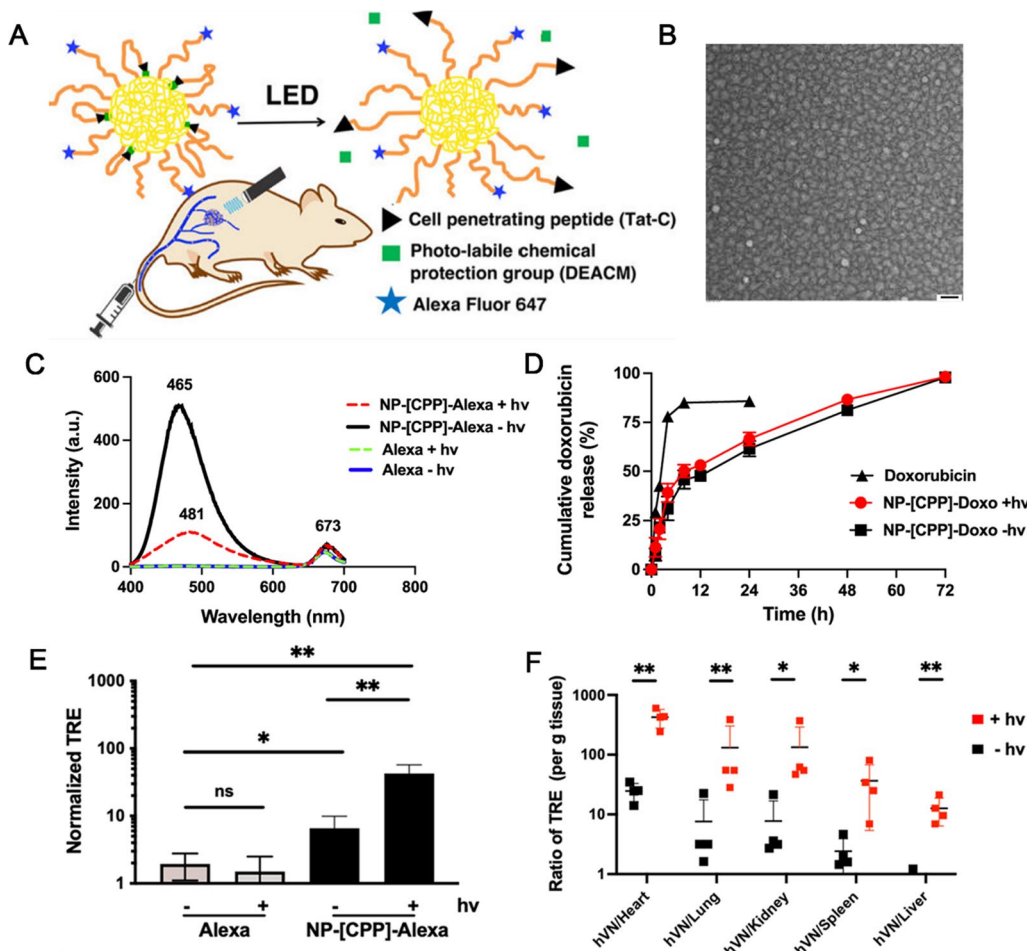 A
LED
Cell penetrating peptide (Tat-C)
Photo-labile chemical
protection group (DEACM)
Alexa Fluor 647
B
C
Intensity (a.u.)
600
400
200
0
465
481
673
NP-[CPP]-Alexa + hv
NP-[CPP]-Alexa - hv
Alexa + hv
Alexa - hv
400
500
600
700
Wavelength (nm)
D
Cumulative doxorubicin
release (%)
100
75
50
25
0
Doxorubicin
NP-[CPP]-Doxo +hv
NP-[CPP]-Doxo -hv
0
12
24
36
48
60
72
Time (h)
E
Normalized TRE
1000
100
10
1
**
**
*
ns
- + - + hv
Alexa
NP-[CPP]-Alexa
F
Ratio of TRE (per g tissue)
1000
100
10
1
** ** * * **
+ hv
- hv
hVN/Heart
hVN/Lung
hVN/Kidney
hVN/Spleen
hVN/Liver